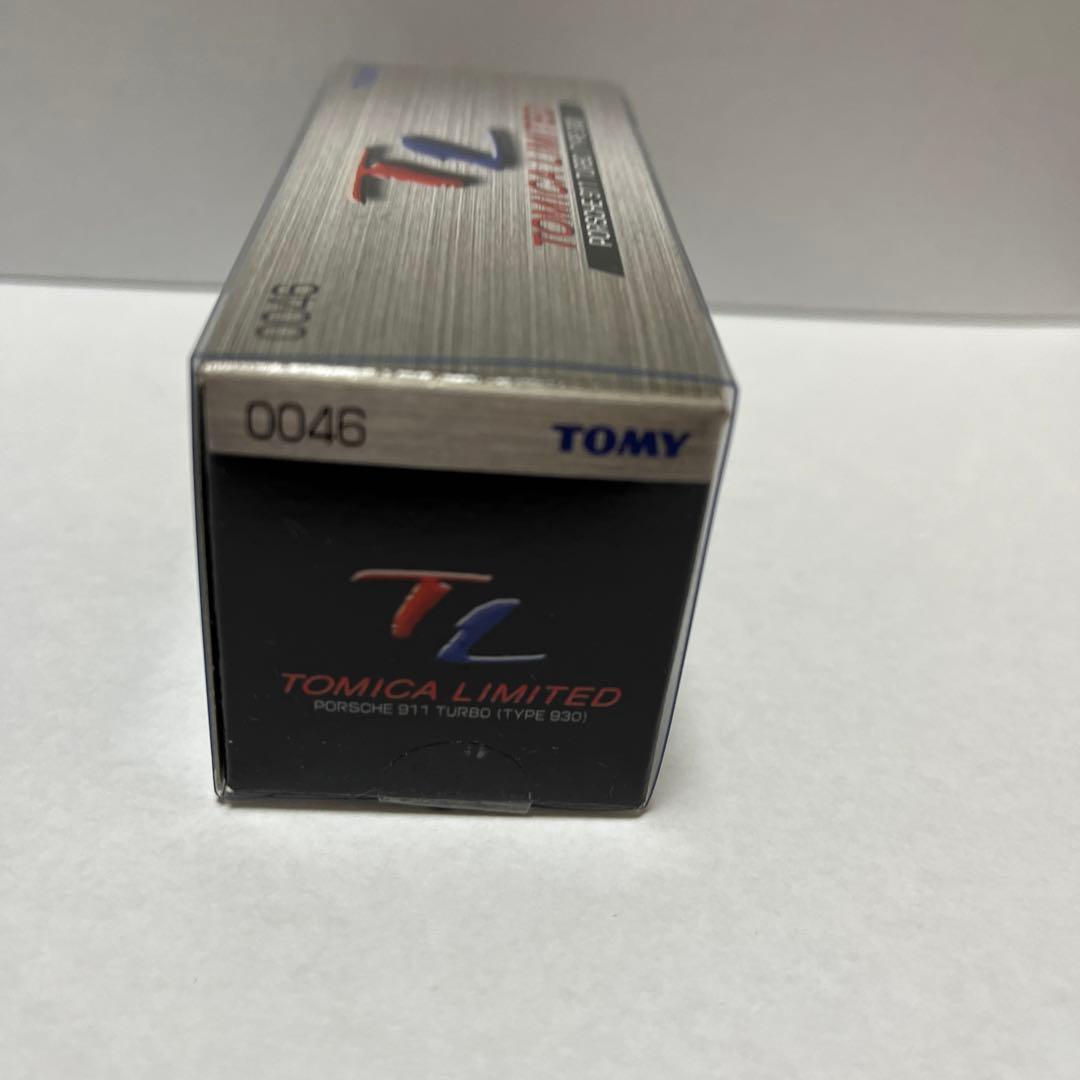 TOMY
TL
TOMICA LIMITED
PORSCHE 911 TURBO (TYPE 930)
0046
0046
TOMY
TL
TOMICA LIMITED
PORSCHE 911 TURBO (TYPE 930)